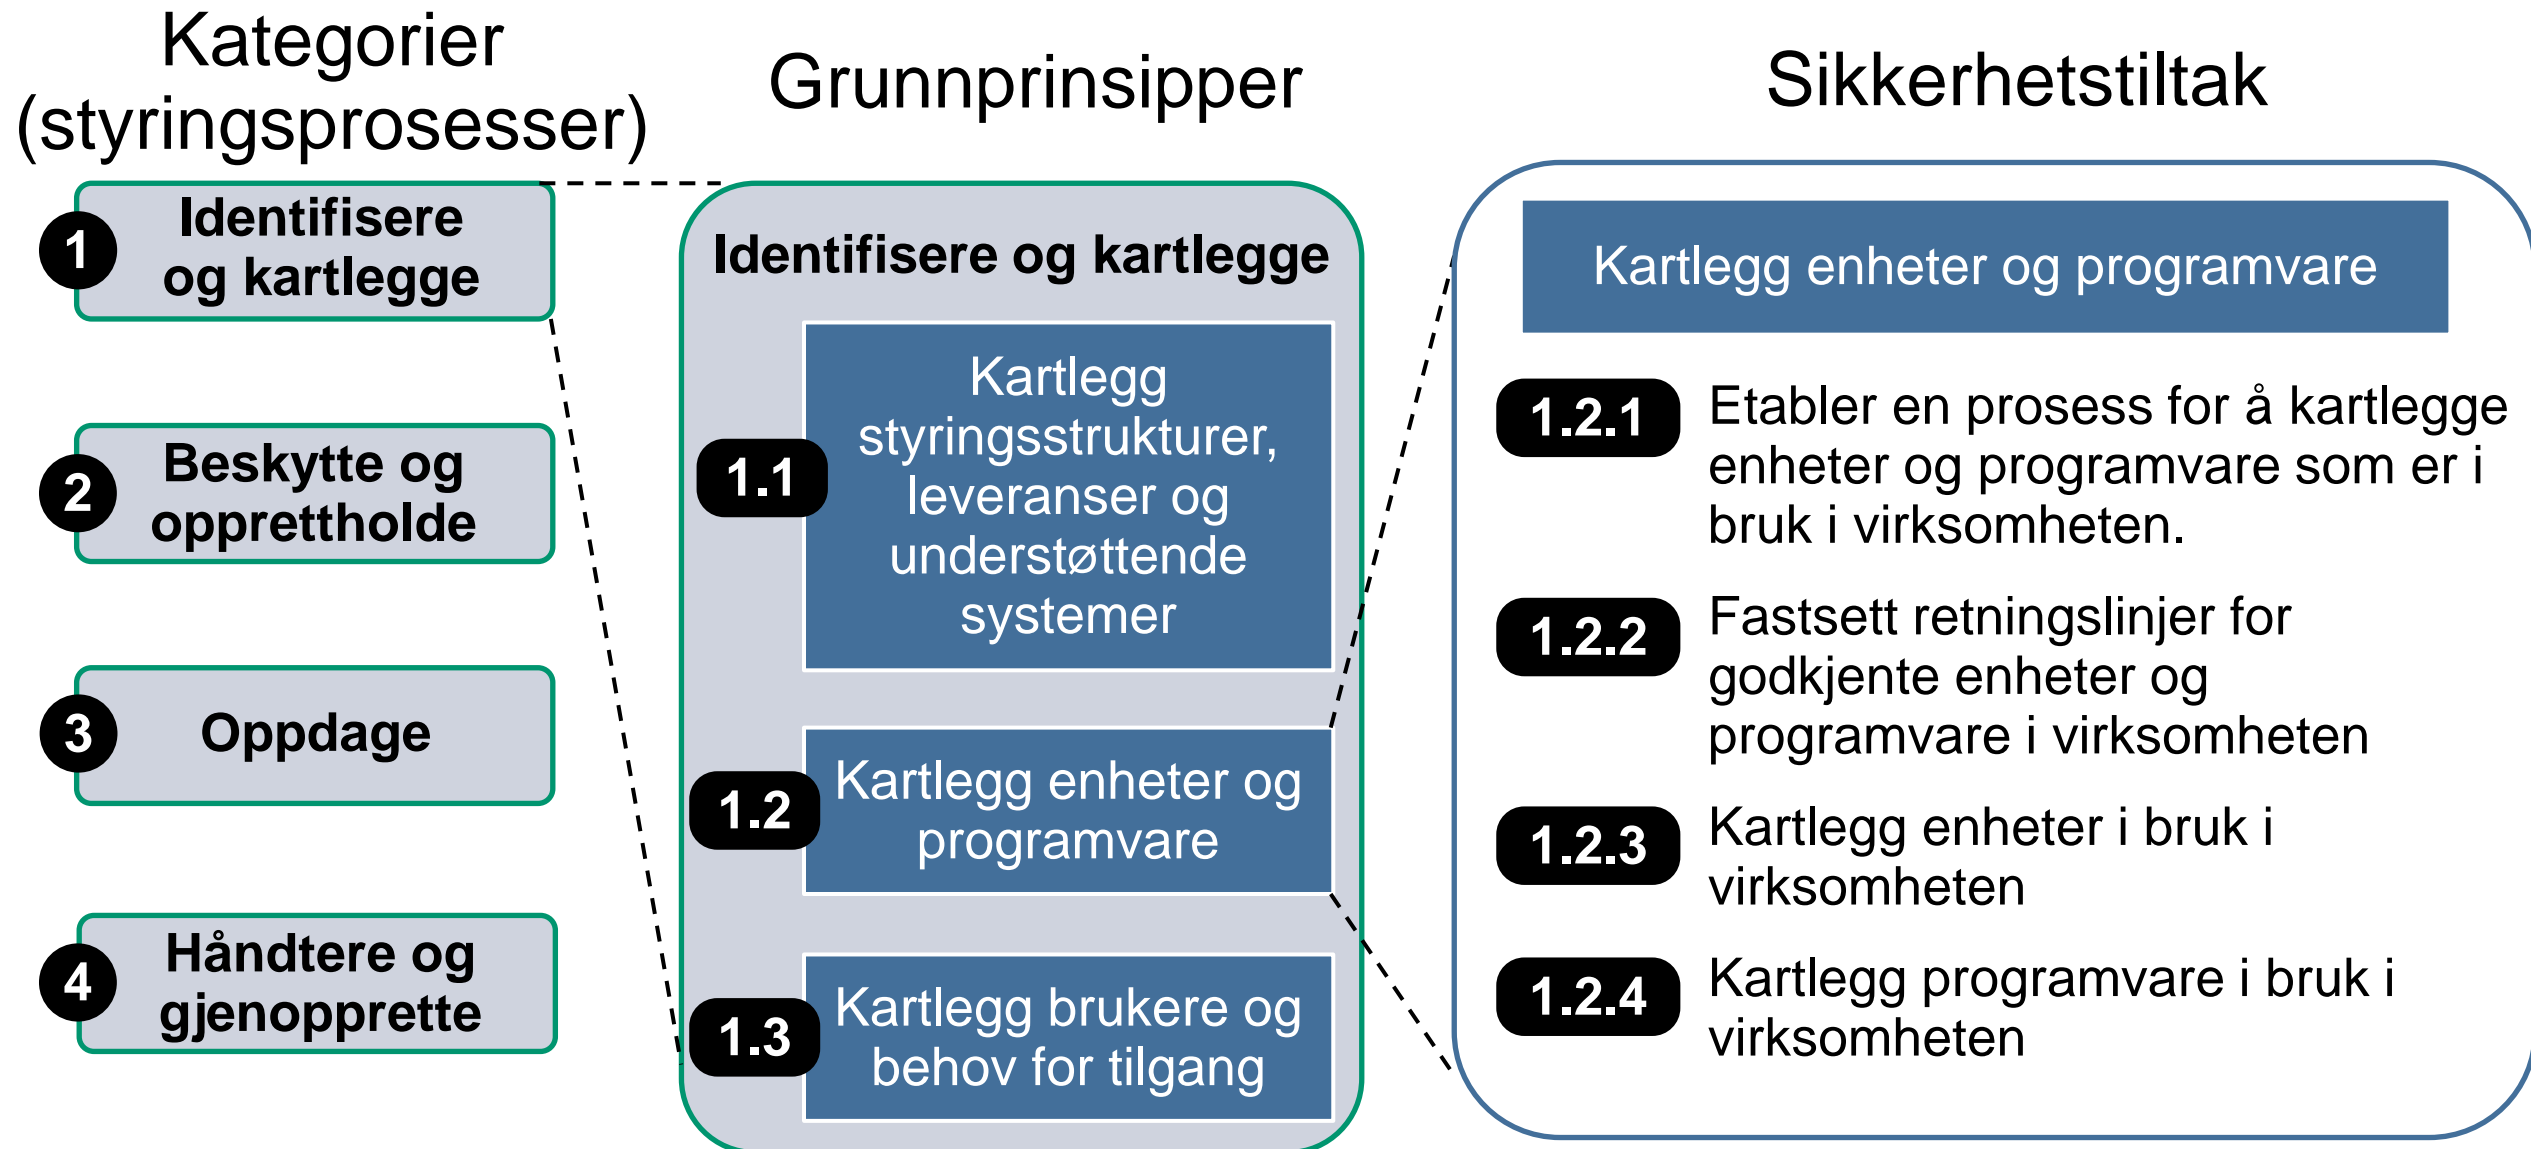 Kategorier
(styringsprosesser)
1
Identifisere
og kartlegge
2
Beskytte og
opprettholde
3
Oppdage
4
Håndtere og
gjenopprette
Grunnprinsipper
Identifisere og kartlegge
1.1
Kartlegg
styringsstrukturer,
leveranser og
understøttende
systemer
1.2
Kartlegg enheter og
programvare
1.3
Kartlegg brukere og
behov for tilgang
Sikkerhetstiltak
Kartlegg enheter og programvare
1.2.1
Etabler en prosess for å kartlegge
enheter og programvare som er i
bruk i virksomheten.
1.2.2
Fastsett retningslinjer for
godkjente enheter og
programvare i virksomheten
1.2.3
Kartlegg enheter i bruk i
virksomheten
1.2.4
Kartlegg programvare i bruk i
virksomheten